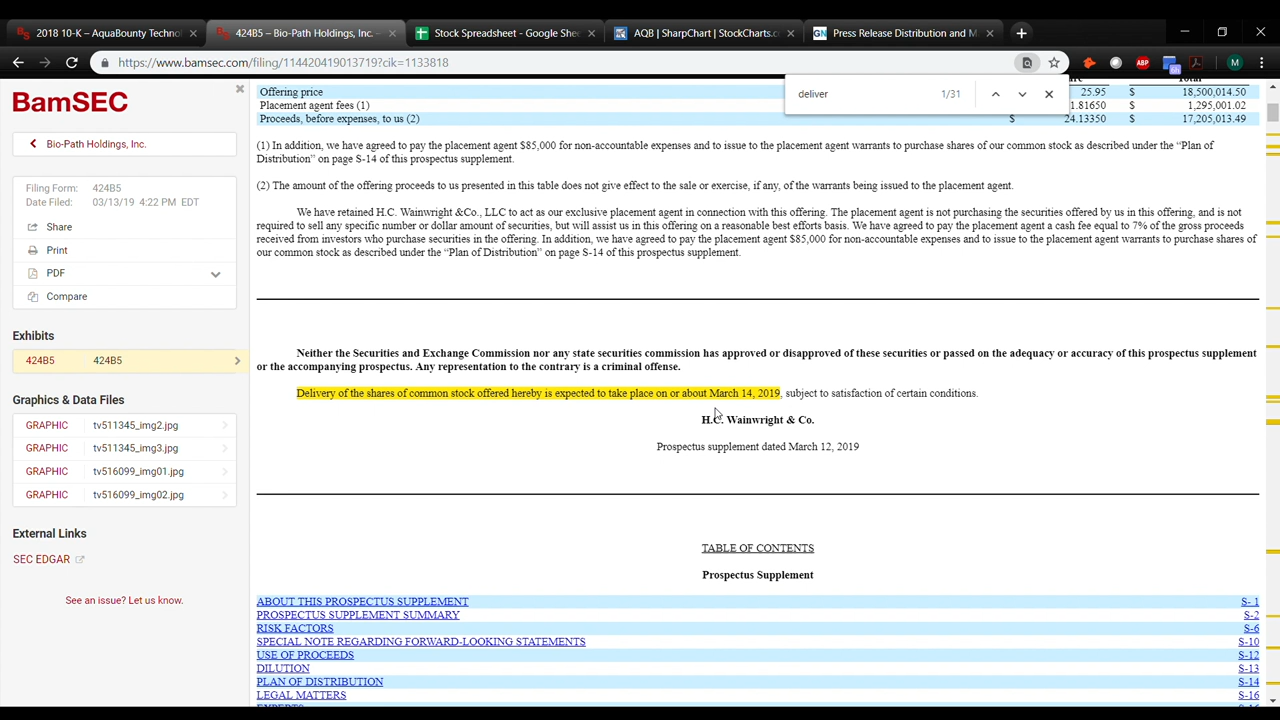 2018 10-K – AquaBounty Technol
424B5 – Bio-Path Holdings, Inc. –
Stock Spreadsheet - Google Shee
AQB | SharpChart | StockCharts.c
Press Release Distribution and M
https://www.bamsec.com/filing/114420419013719?cik=1133818
deliver 1/31
BamSEC
Bio-Path Holdings, Inc.
Filing Form: 424B5
Date Filed: 03/13/19 4:22 PM EDT
Share
Print
PDF
Compare
Exhibits
424B5 424B5
Graphics & Data Files
GRAPHIC tv511345_img2.jpg
GRAPHIC tv511345_img3.jpg
GRAPHIC tv516099_img01.jpg
GRAPHIC tv516099_img02.jpg
External Links
SEC EDGAR
See an issue? Let us know.
Total
Offering price 25.95 $ 18,500,014.50
Placement agent fees (1) 1.81650 $ 1,295,001.02
Proceeds, before expenses, to us (2) $ 24.13350 $ 17,205,013.49
(1) In addition, we have agreed to pay the placement agent $85,000 for non-accountable expenses and to issue to the placement agent warrants to purchase shares of our common stock as described under the “Plan of
Distribution” on page S-14 of this prospectus supplement.
(2) The amount of the offering proceeds to us presented in this table does not give effect to the sale or exercise, if any, of the warrants being issued to the placement agent.
We have retained H.C. Wainwright &Co., LLC to act as our exclusive placement agent in connection with this offering. The placement agent is not purchasing the securities offered by us in this offering, and is not
required to sell any specific number or dollar amount of securities, but will assist us in this offering on a reasonable best efforts basis. We have agreed to pay the placement agent a cash fee equal to 7% of the gross proceeds
received from investors who purchase securities in the offering. In addition, we have agreed to pay the placement agent $85,000 for non-accountable expenses and to issue to the placement agent warrants to purchase shares of
our common stock as described under the “Plan of Distribution” on page S-14 of this prospectus supplement.
Neither the Securities and Exchange Commission nor any state securities commission has approved or disapproved of these securities or passed on the adequacy or accuracy of this prospectus supplement
or the accompanying prospectus. Any representation to the contrary is a criminal offense.
Delivery of the shares of common stock offered hereby is expected to take place on or about March 14, 2019, subject to satisfaction of certain conditions.
H.C. Wainwright & Co.
Prospectus supplement dated March 12, 2019
TABLE OF CONTENTS
Prospectus Supplement
ABOUT THIS PROSPECTUS SUPPLEMENT S- 1
PROSPECTUS SUPPLEMENT SUMMARY S-2
RISK FACTORS S-6
SPECIAL NOTE REGARDING FORWARD-LOOKING STATEMENTS S-10
USE OF PROCEEDS S-12
DILUTION S-13
PLAN OF DISTRIBUTION S-14
LEGAL MATTERS S-16